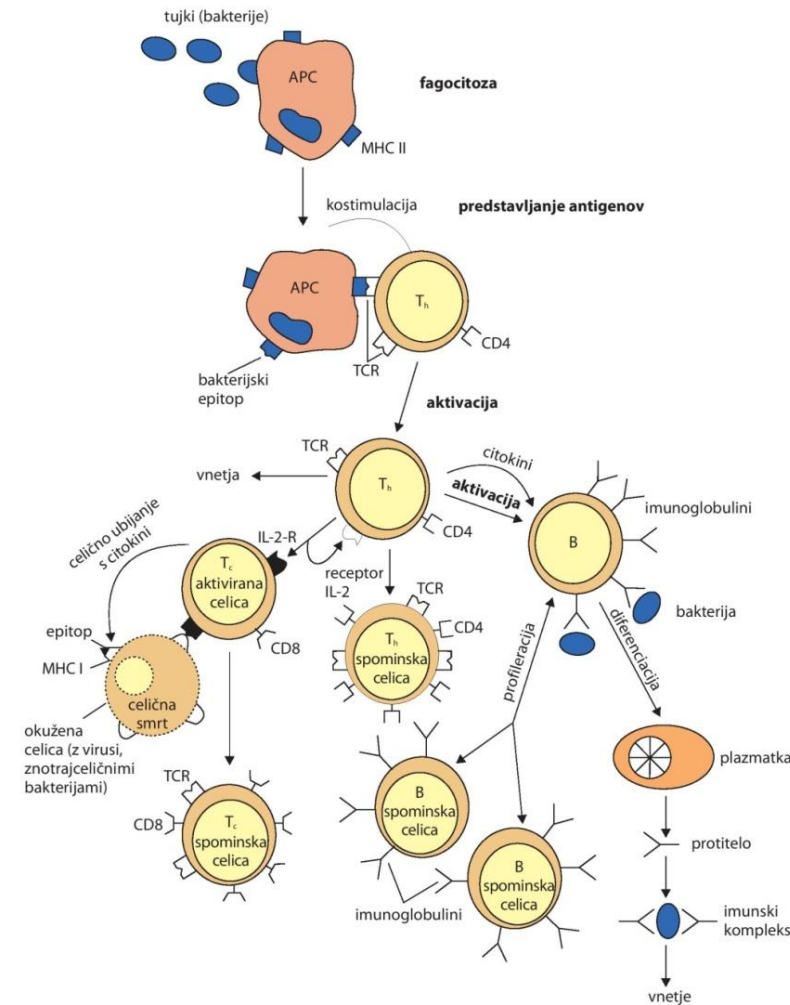 tujki (bakterije)
APC
fagocitoza
MHC II
kostimulacija
predstavljanje antigenov
APC
Th
CD4
TCR
bakterijski
epitop
aktivacija
TCR
citokini
vnetja
Th
aktivacija
imunoglobulini
CD4
B
celično ubijanje
s citokini
IL-2-R
Tc
aktivirana
celica
receptor
IL-2
TCR
bakterija
epitop
CD8
CD4
MHC I
Th
spominska
celica
profileracija
diferenciacija
celična
smrt
okužena
celica (z virusi,
znotrajceličnimi
bakterijami)
plazmatka
TCR
B
spominska
celica
CD8
Tc
spominska
celica
protitelo
B
spominska
celica
imunoglobulini
imunski
kompleks
vnetje